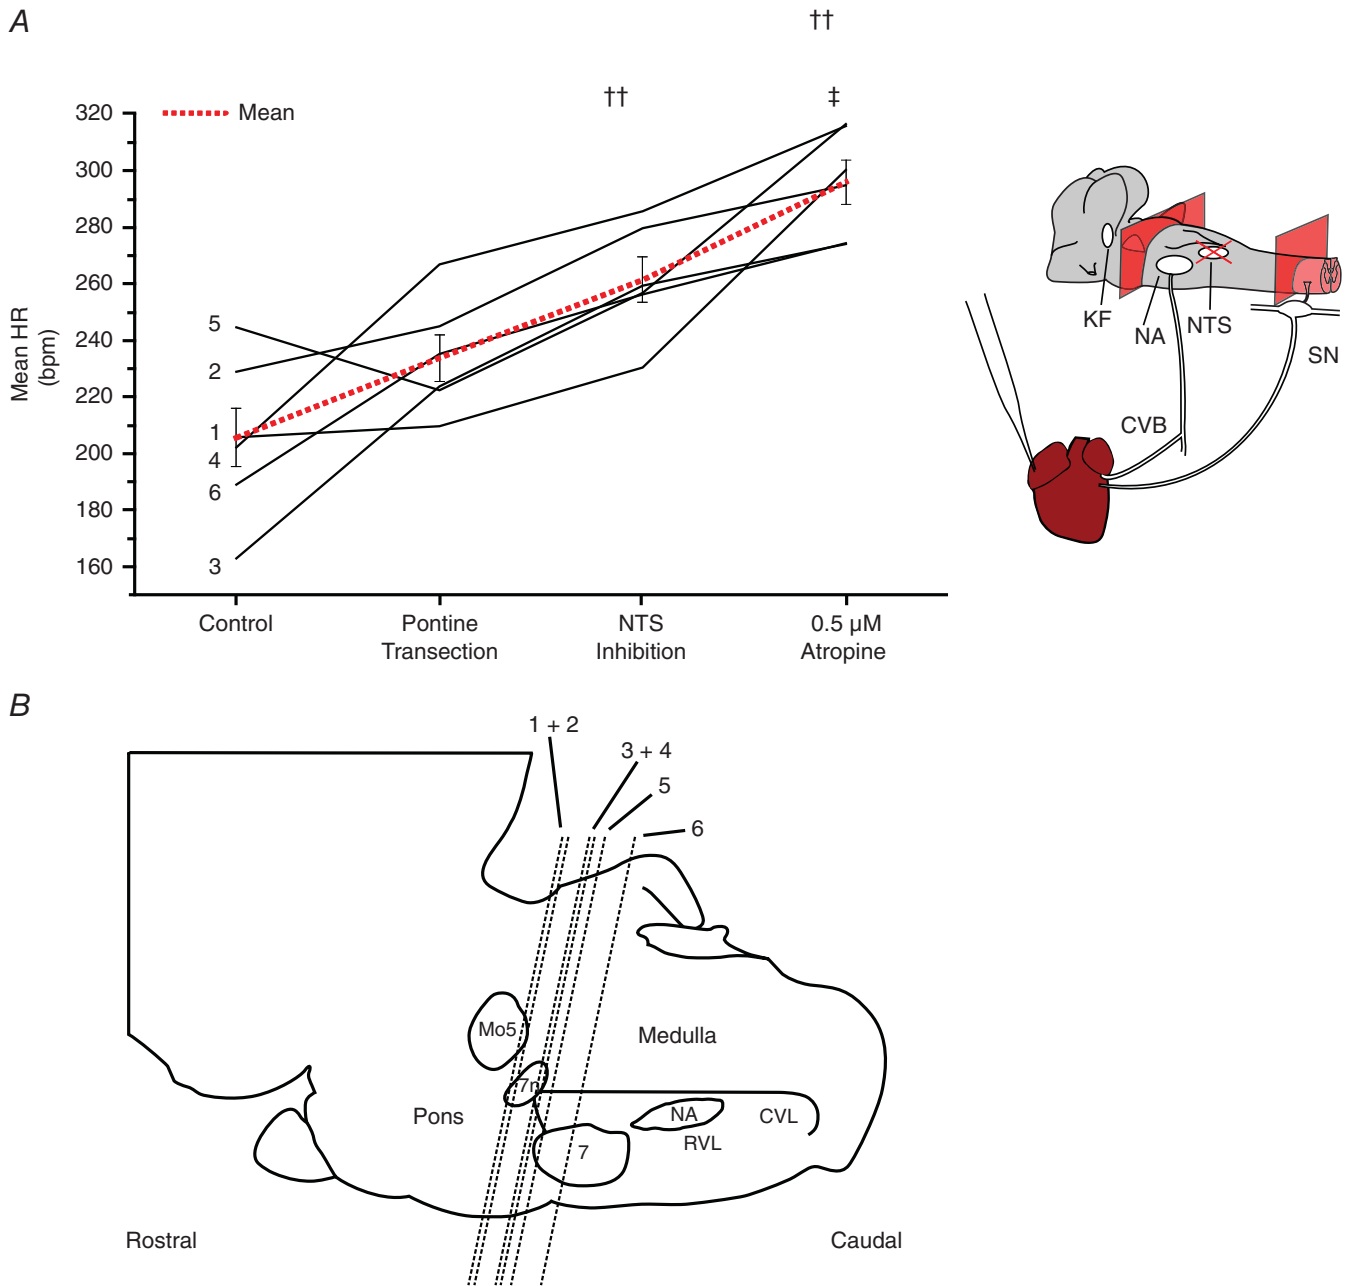 A
††
††
‡
Mean
320
300
280
260
240
220
200
180
160
Mean HR
(bpm)
5
2
1
4
6
3
Control
Pontine
Transection
NTS
Inhibition
0.5 µM
Atropine
KF
NA
NTS
SN
CVB
B
1 + 2
3 + 4
5
6
Mo5
Medulla
7n
Pons
NA
CVL
RVL
7
Rostral
Caudal